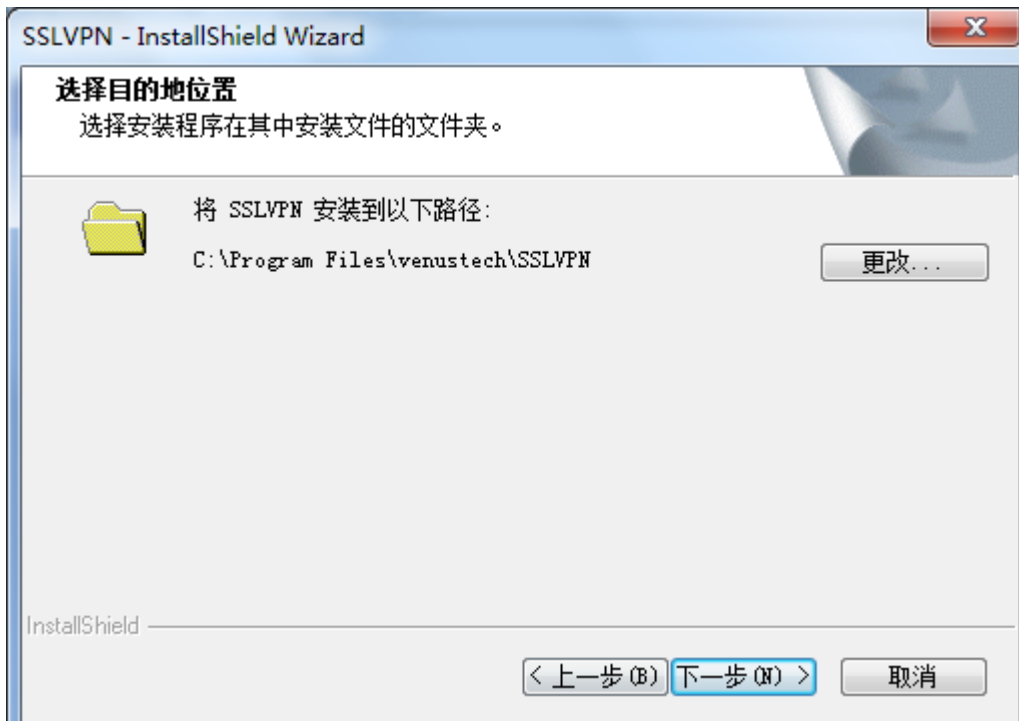 SSLVPN - InstallShield Wizard
选择目的地位置
选择安装程序在其中安装文件的文件夹。
将 SSLVPN 安装到以下路径:
C:\Program Files\venustech\SSLVPN
更改...
InstallShield
< 上一步(B) 下一步(N) > 取消